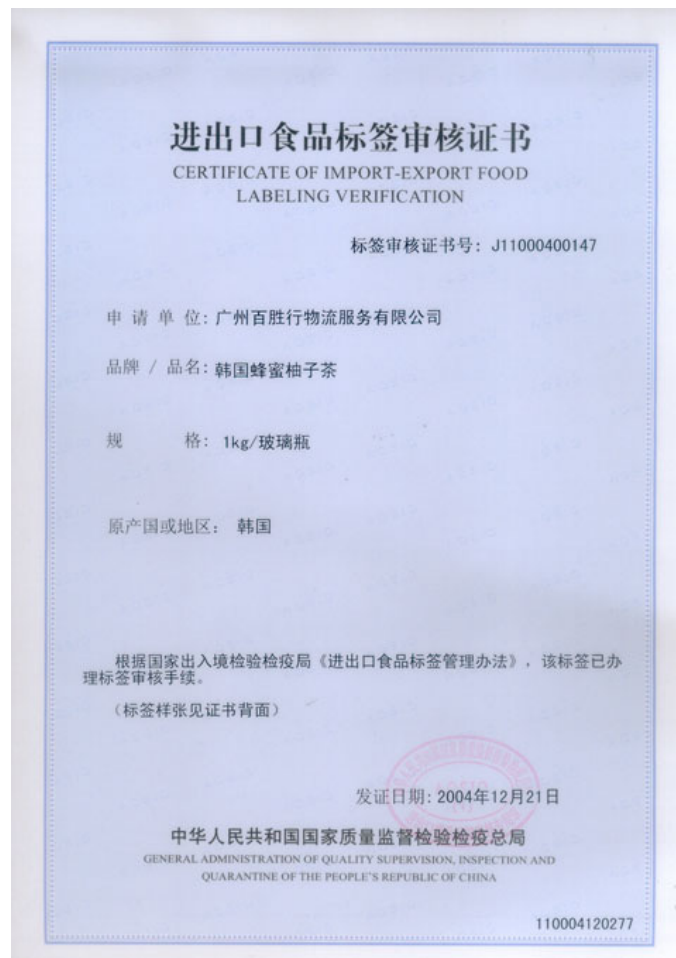 进出口食品标签审核证书
CERTIFICATE OF IMPORT-EXPORT FOOD
LABELING VERIFICATION
标签审核证书号: J11000400147
申请单位: 广州百胜行物流服务有限公司
品牌 / 品名: 韩国蜂蜜柚子茶
规 格: 1kg/玻璃瓶
原产国或地区: 韩国
根据国家出入境检验检疫局《进出口食品标签管理办法》, 该标签已办
理标签审核手续。
(标签样张见证书背面)
发证日期: 2004年12月21日
中华人民共和国国家质量监督检验检疫总局
GENERAL ADMINISTRATION OF QUALITY SUPERVISION, INSPECTION AND
QUARANTINE OF THE PEOPLE'S REPUBLIC OF CHINA
110004120277